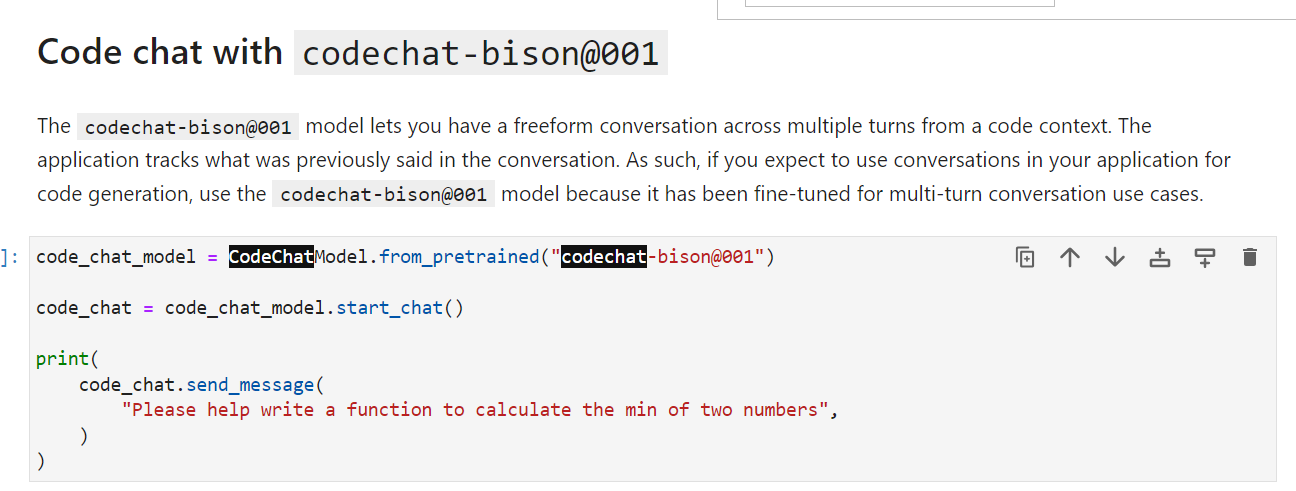 Code chat with codechat-bison@001
The codechat-bison@001 model lets you have a freeform conversation across multiple turns from a code context. The
application tracks what was previously said in the conversation. As such, if you expect to use conversations in your application for
code generation, use the codechat-bison@001 model because it has been fine-tuned for multi-turn conversation use cases.
]: code_chat_model = CodeChatModel.from_pretrained("codechat-bison@001")
code_chat = code_chat_model.start_chat()
print(
    code_chat.send_message(
        "Please help write a function to calculate the min of two numbers",
    )
)